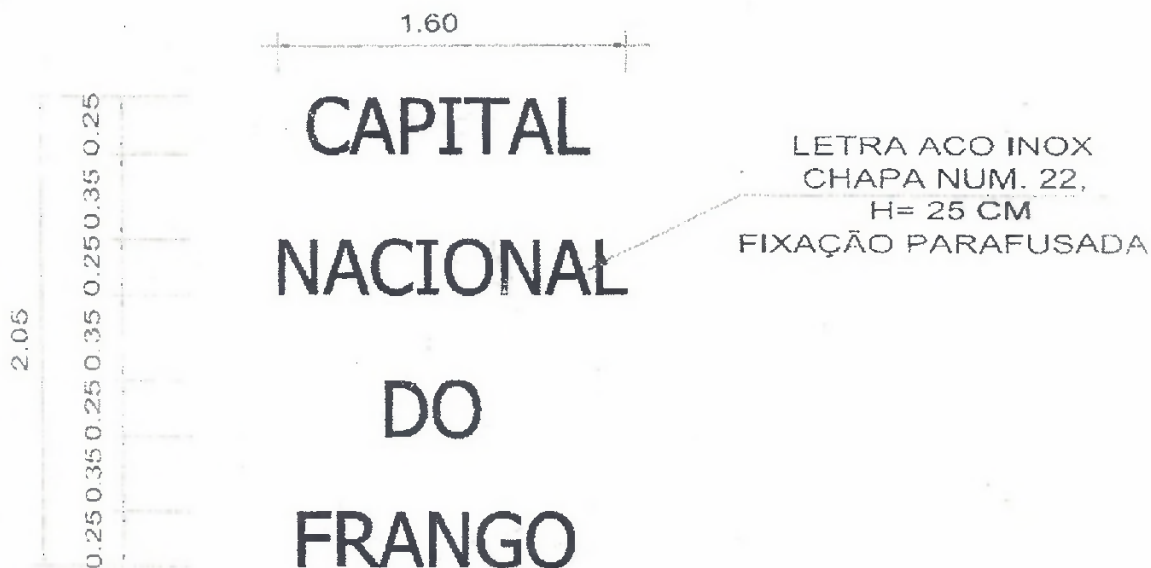 1.60
CAPITAL
NACIONAL
DO
FRANGO
LETRA ACO INOX
CHAPA NUM. 22,
H= 25 CM
FIXAÇÃO PARAFUSADA
2.05
0.25
0.35
0.25
0.35
0.25
0.35
0.25